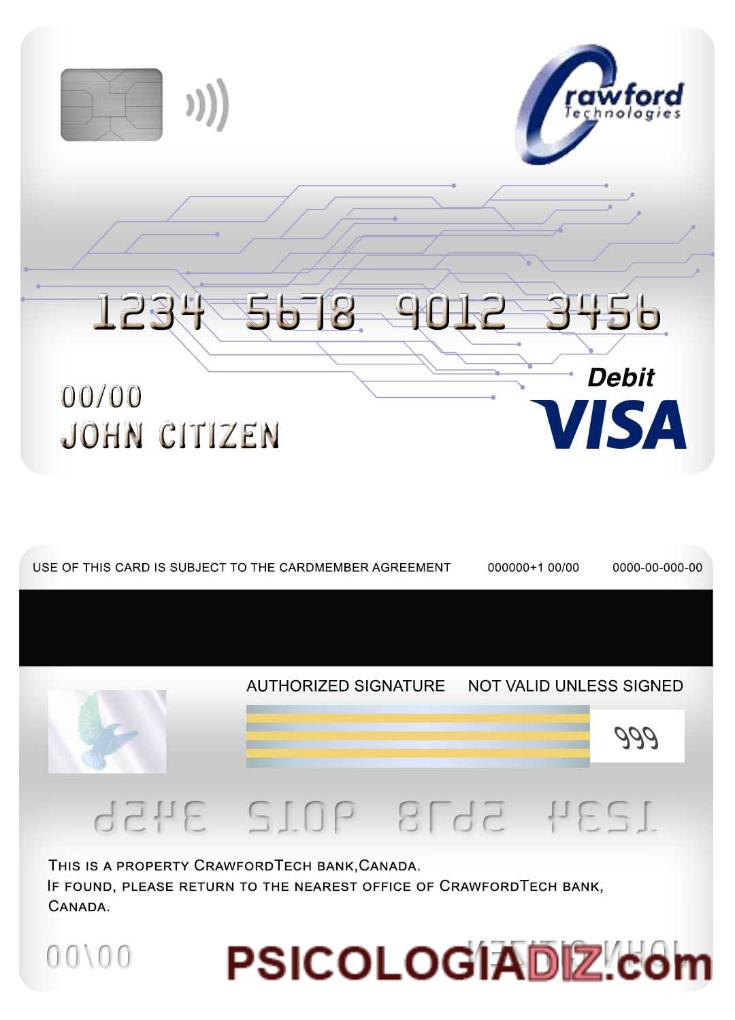 Crawford
Technologies
1234 5678 9012 3456
Debit
00/00
VISA
JOHN CITIZEN
USE OF THIS CARD IS SUBJECT TO THE CARDMEMBER AGREEMENT 000000+1 00/00 0000-00-000-00
AUTHORIZED SIGNATURE NOT VALID UNLESS SIGNED
999
THIS IS A PROPERTY CRAWFORDTECH BANK,CANADA.
IF FOUND, PLEASE RETURN TO THE NEAREST OFFICE OF CRAWFORDTECH BANK,
CANADA.
00\00
PSICOLOGIADIZ.com